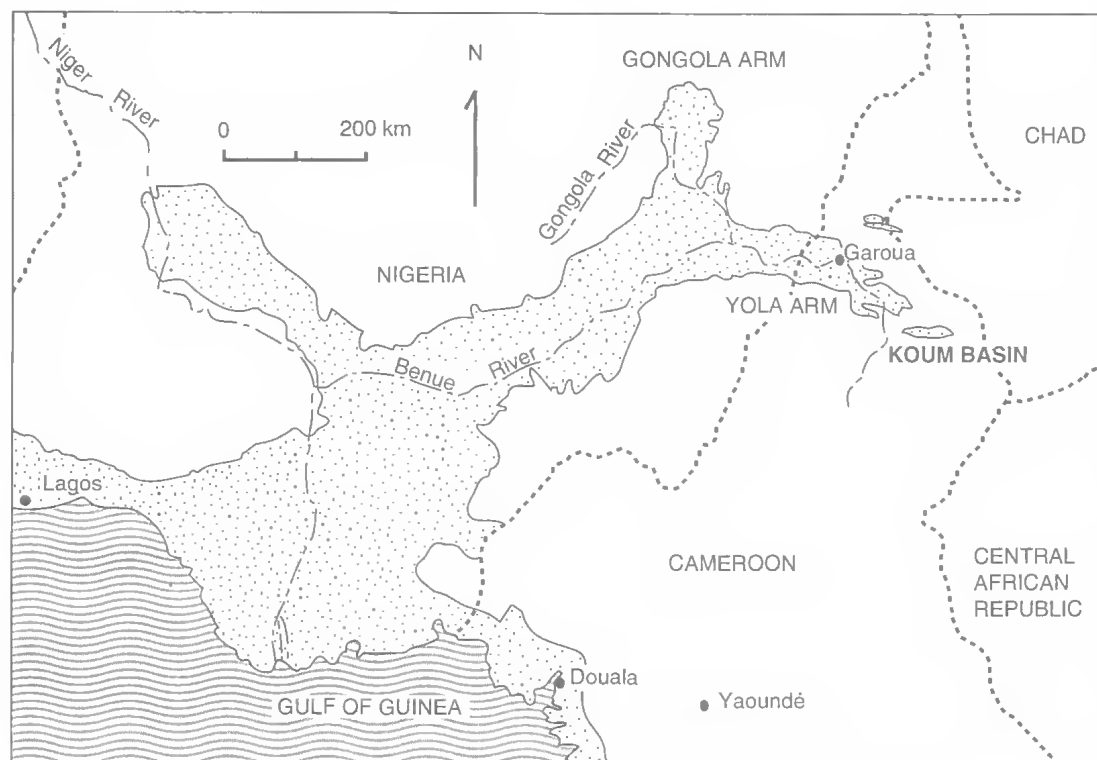 Niger
River
N
GONGOLA ARM
0 200 km
CHAD
Gongola River
NIGERIA
Garoua
YOLA ARM
KOUM BASIN
Benue River
Lagos
CAMEROON
CENTRAL
AFRICAN
REPUBLIC
Douala
GULF OF GUINEA
Yaoundé